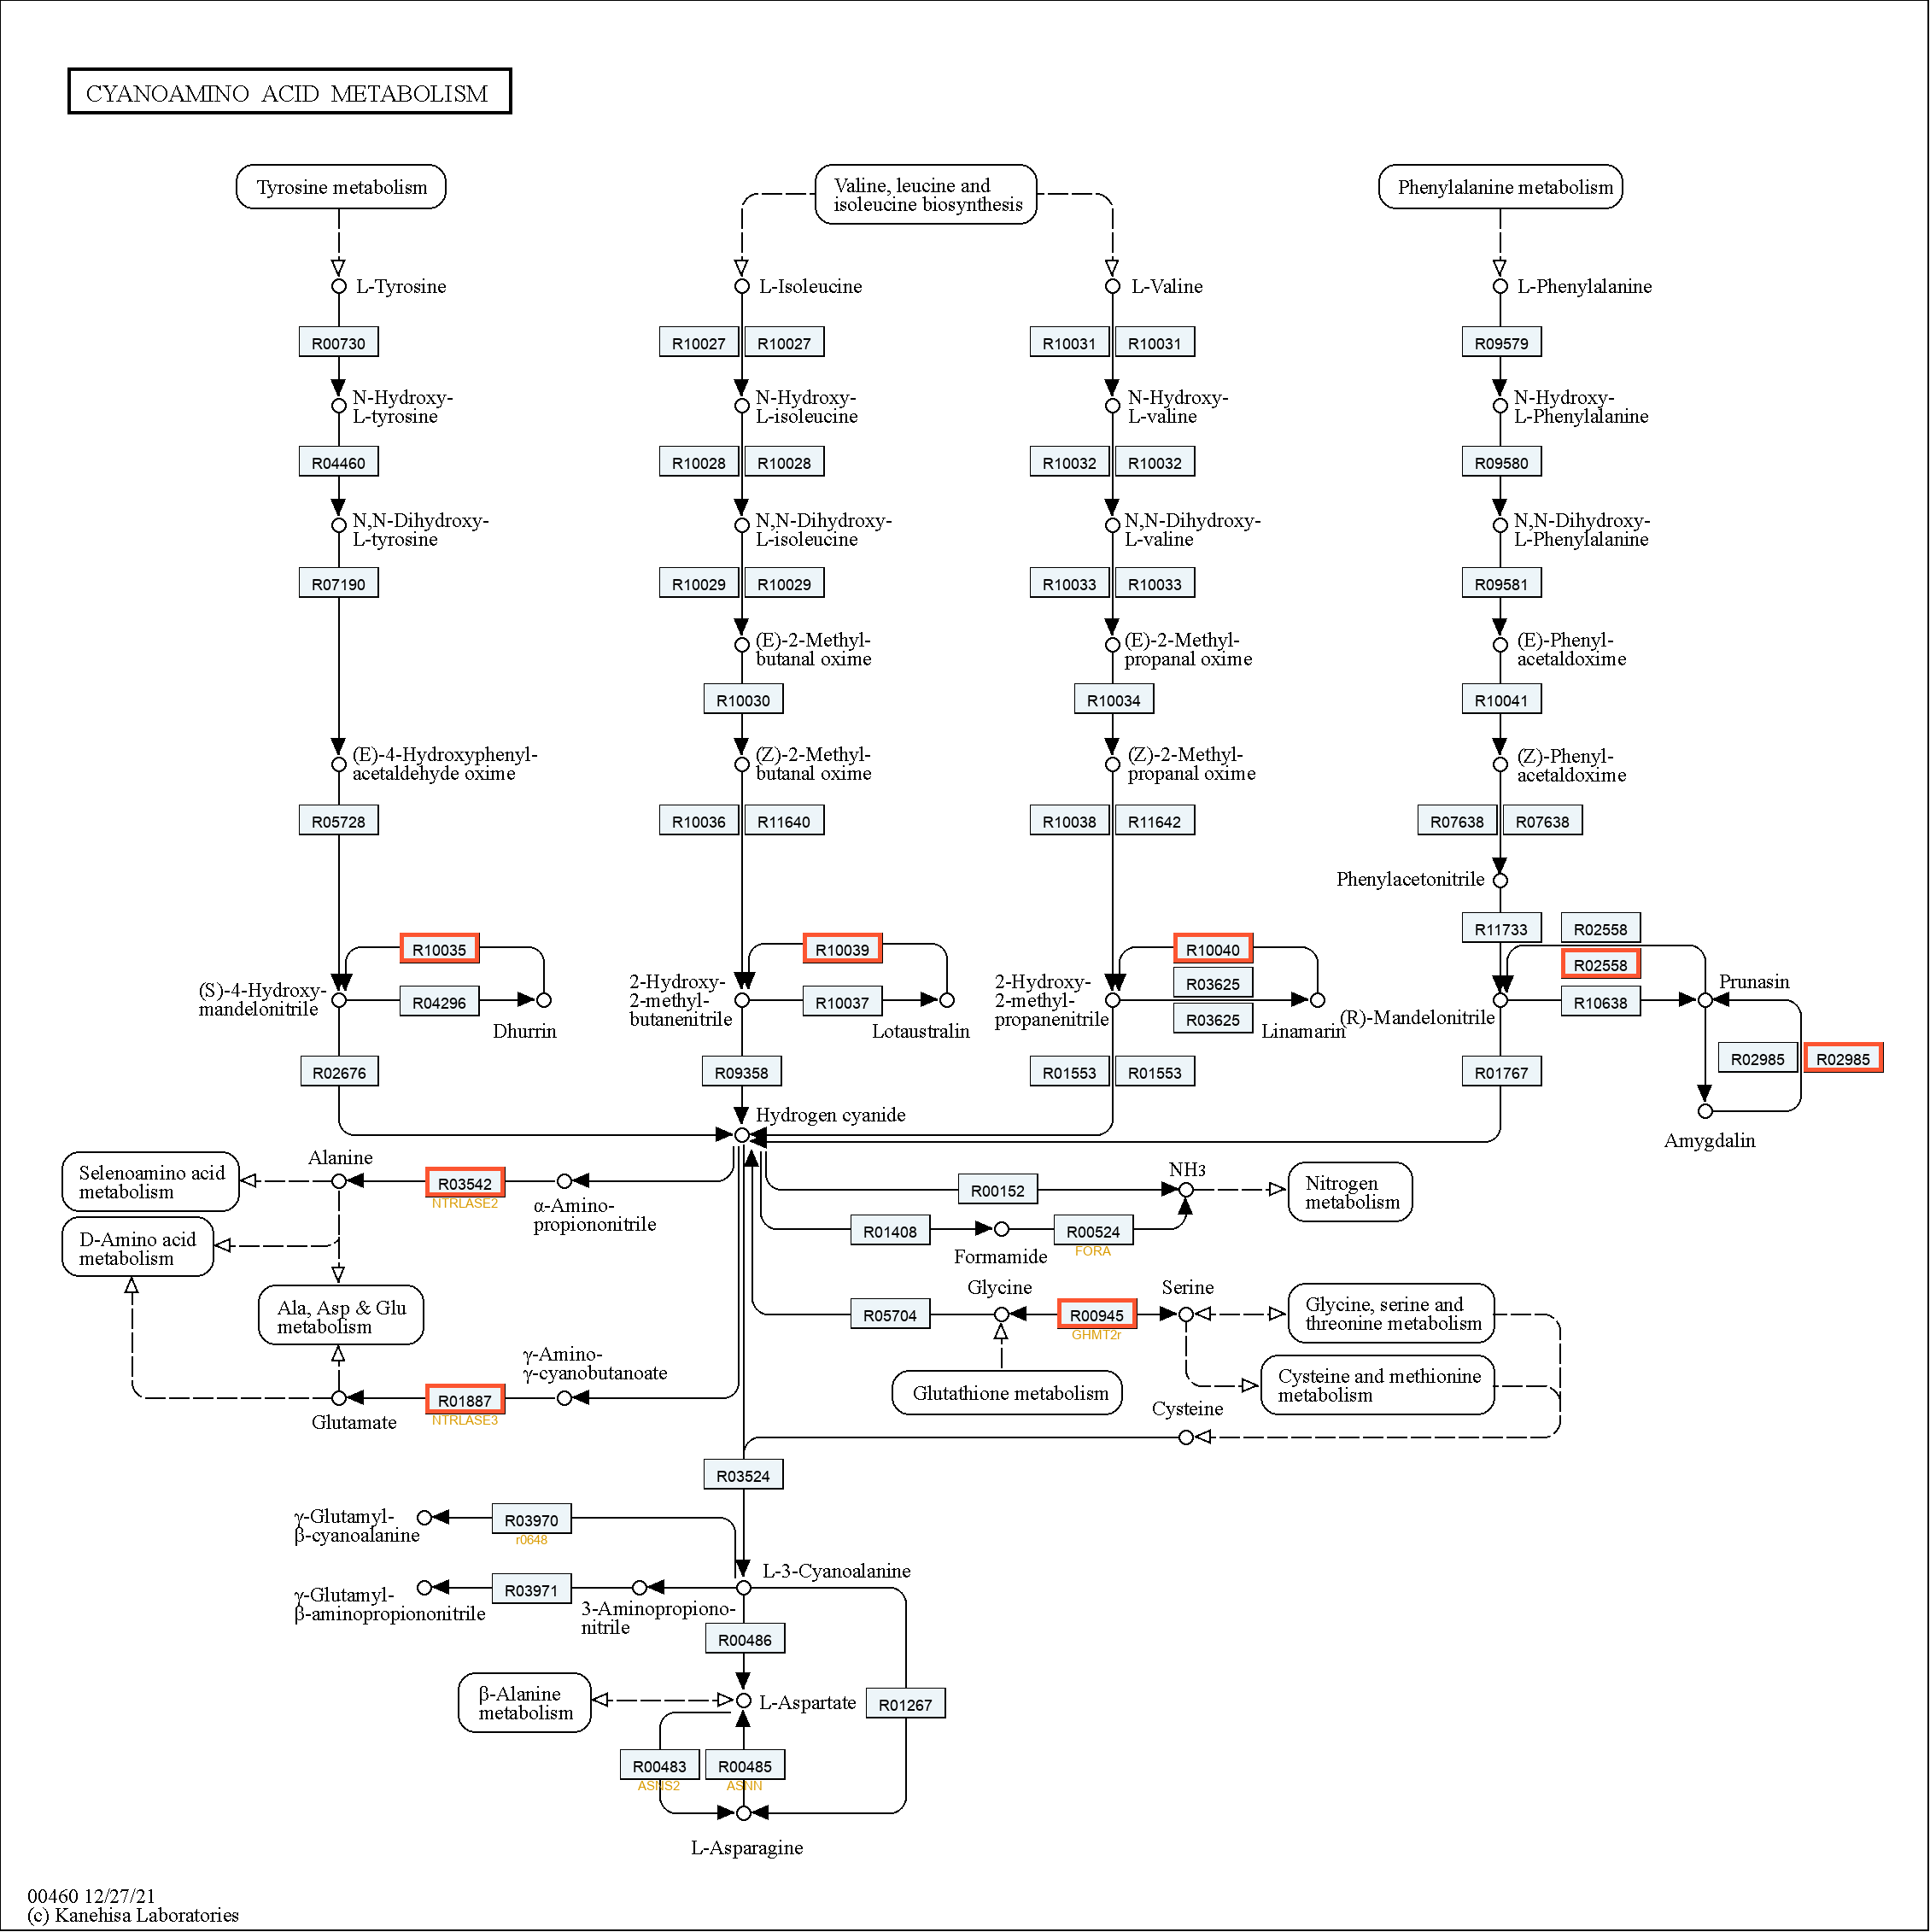 CYANOAMINO ACID METABOLISM
Tyrosine metabolism
Valine, leucine and
isoleucine biosynthesis
Phenylalanine metabolism
L-Tyrosine
L-Isoleucine
L-Valine
L-Phenylalanine
R00730
R10027
R10027
R10031
R10031
R09579
N-Hydroxy-
L-tyrosine
N-Hydroxy-
L-isoleucine
N-Hydroxy-
L-valine
N-Hydroxy-
L-Phenylalanine
R04460
R10028
R10028
R10032
R10032
R09580
N,N-Dihydroxy-
L-tyrosine
N,N-Dihydroxy-
L-isoleucine
N,N-Dihydroxy-
L-valine
N,N-Dihydroxy-
L-Phenylalanine
R07190
R10029
R10029
R10033
R10033
R09581
(E)-2-Methyl-
butanal oxime
(E)-2-Methyl-
propanal oxime
(E)-Phenyl-
acetaldoxime
R10030
R10034
R10041
(E)-4-Hydroxyphenyl-
acetaldehyde oxime
(Z)-2-Methyl-
butanal oxime
(Z)-2-Methyl-
propanal oxime
(Z)-Phenyl-
acetaldoxime
R05728
R10036
R11640
R10038
R11642
R07638
R07638
Phenylacetonitrile
R11733
R02558
R10035
R10039
R10040
R02558
(S)-4-Hydroxy-
mandelonitrile
R04296
Dhurrin
2-Hydroxy-
2-methyl-
butanenitrile
R10037
Lotaustralin
2-Hydroxy-
2-methyl-
propanenitrile
R03625
R03625
Linamarin
(R)-Mandelonitrile
R10638
Prunasin
R02676
R09358
R01553
R01553
R01767
R02985
R02985
Hydrogen cyanide
Amygdalin
Selenoamino acid
metabolism
Alanine
R03542
NTRLASE2
α-Amino-
propiononitrile
R00152
NH3
Nitrogen
metabolism
D-Amino acid
metabolism
R01408
Formamide
R00524
FORA
Ala, Asp & Glu
metabolism
Glycine
Serine
R05704
R00945
GHMT2r
Glycine, serine and
threonine metabolism
γ-Amino-
γ-cyanobutanoate
Glutathione metabolism
Cysteine and methionine
metabolism
Glutamate
R01887
NTRLASE3
Cysteine
R03524
γ-Glutamyl-
β-cyanoalanine
R03970
r0648
L-3-Cyanoalanine
γ-Glutamyl-
β-aminopropiononitrile
R03971
3-Aminopropiono-
nitrile
R00486
β-Alanine
metabolism
L-Aspartate
R01267
R00483
ASNS2
R00485
ASNN
L-Asparagine
00460 12/27/21
(c) Kanehisa Laboratories